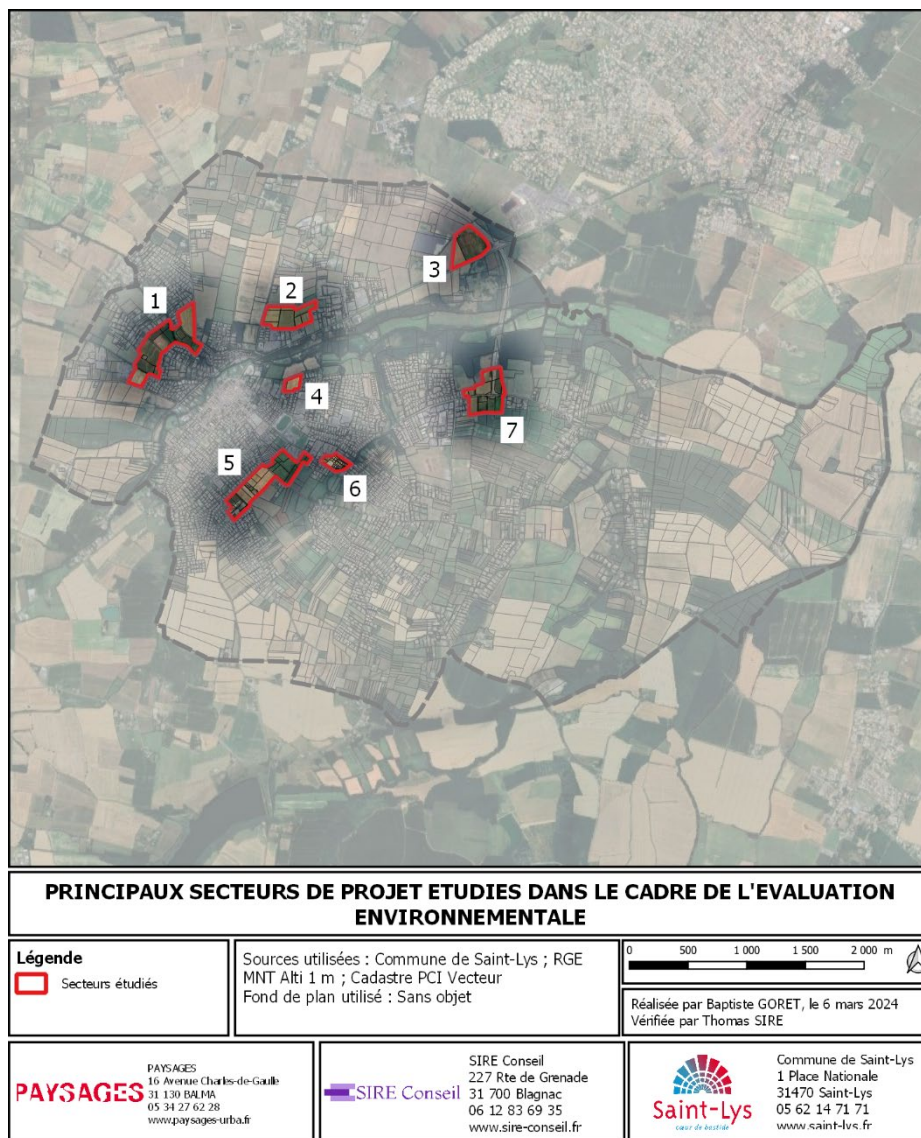 3
1
2
4
7
5
6
PRINCIPAUX SECTEURS DE PROJET ETUDIES DANS LE CADRE DE L'EVALUATION
ENVIRONNEMENTALE
Légende
Secteurs étudiés
Sources utilisées : Commune de Saint-Lys ; RGE
MNT Alti 1 m ; Cadastre PCI Vecteur
Fond de plan utilisé : Sans objet
0 500 1 000 1 500 2 000 m
Réalisée par Baptiste GORET, le 6 mars 2024
Vérifiée par Thomas SIRE
PAYSAGES
PAYSAGES
16 Avenue Charles-de-Gaulle
31 130 BALMA
05 34 27 62 28
www.paysages-urba.fr
SIRE Conseil
SIRE Conseil
227 Rte de Grenade
31 700 Blagnac
06 12 83 69 35
www.sire-conseil.fr
Saint-Lys
cœur de bastide
Commune de Saint-Lys
1 Place Nationale
31470 Saint-Lys
05 62 14 71 71
www.saint-lys.fr